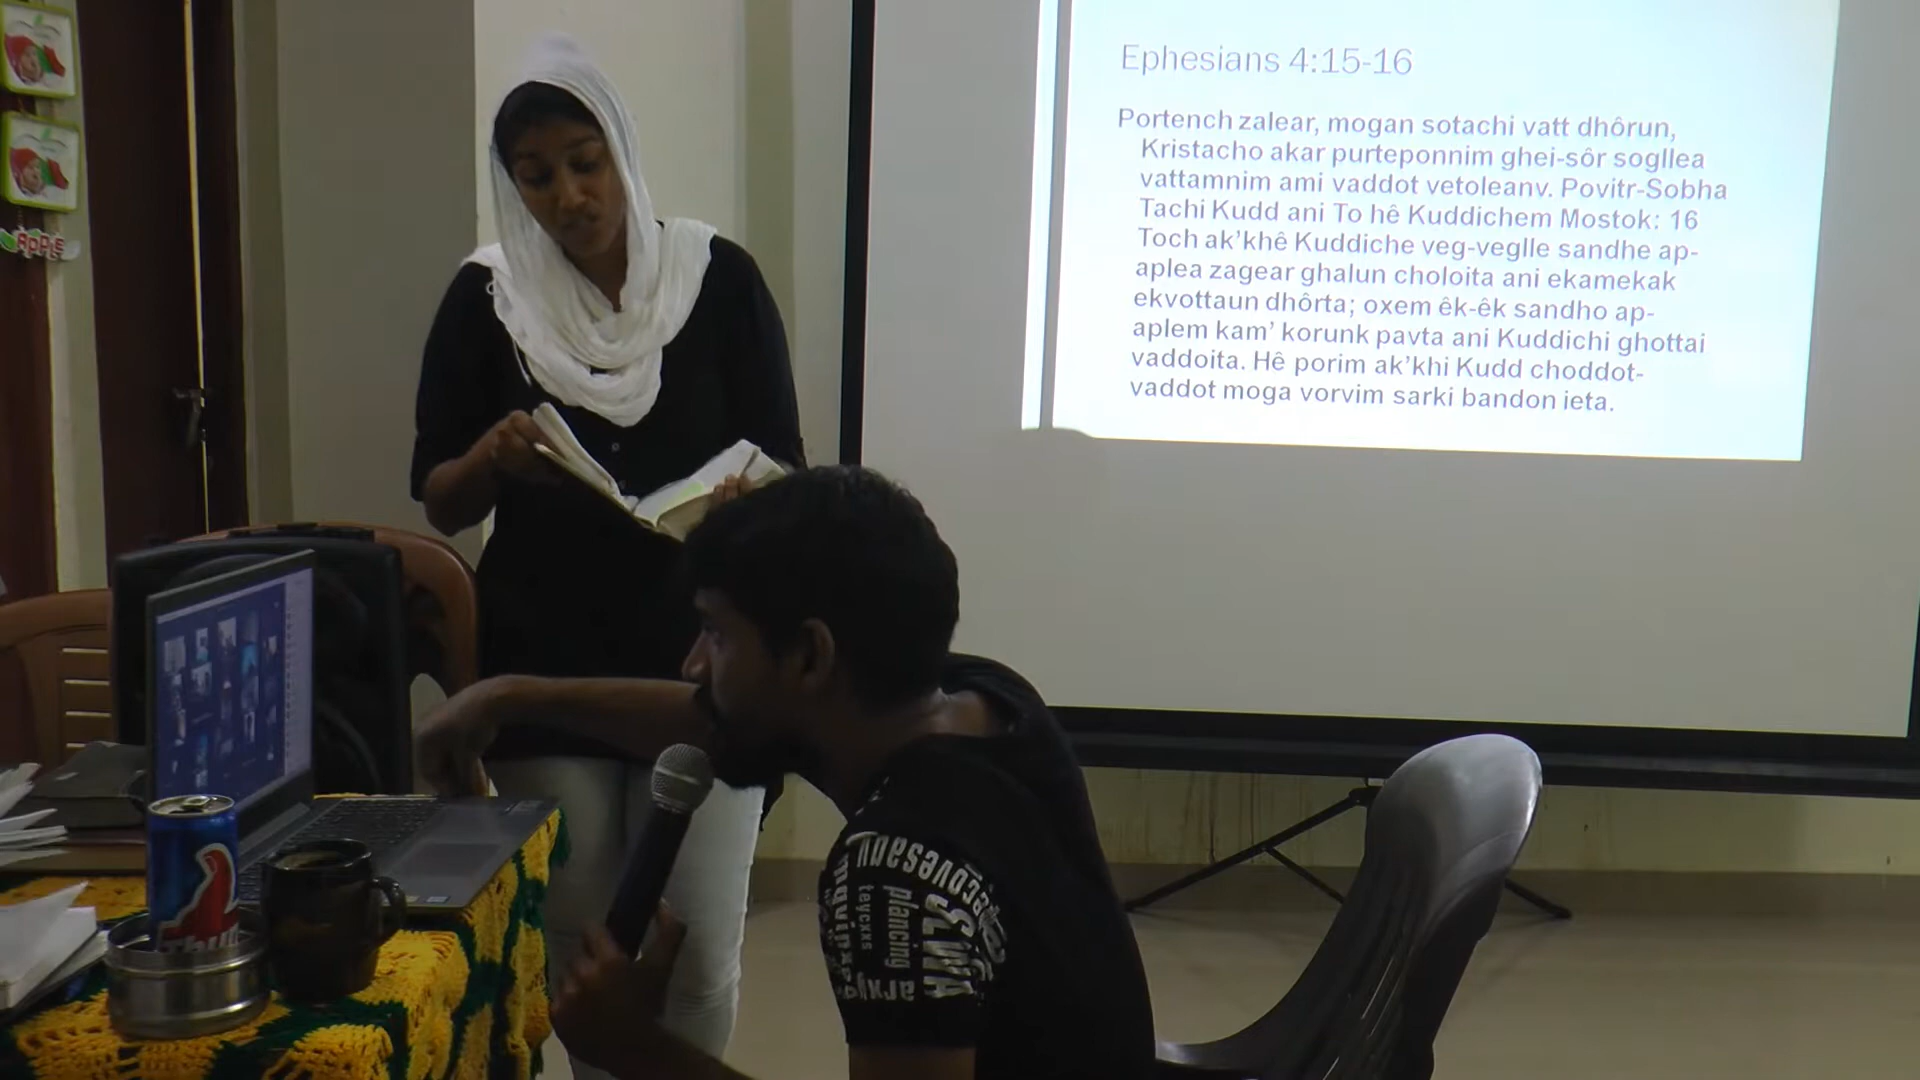 Ephesians 4:15-16
Portench zalear, mogan sotachi vatt dhôrun,
Kristacho akar purteponnim ghei-sôr sogllea
vattamnim ami vaddot vetoleanv. Povitr-Sobha
Tachi Kudd ani To hê Kuddichem Mostok: 16
Toch ak’khê Kuddiche veg-veglle sandhe ap-
aplea zagear ghalun choloita ani ekamekak
ekvottaun dhôrta; oxem êk-êk sandho ap-
aplem kam’ korunk pavta ani Kuddichi ghottai
vaddoita. Hê porim ak’khi Kudd choddot-
vaddot moga vorvim sarki bandon ieta.
APPLE
Thu